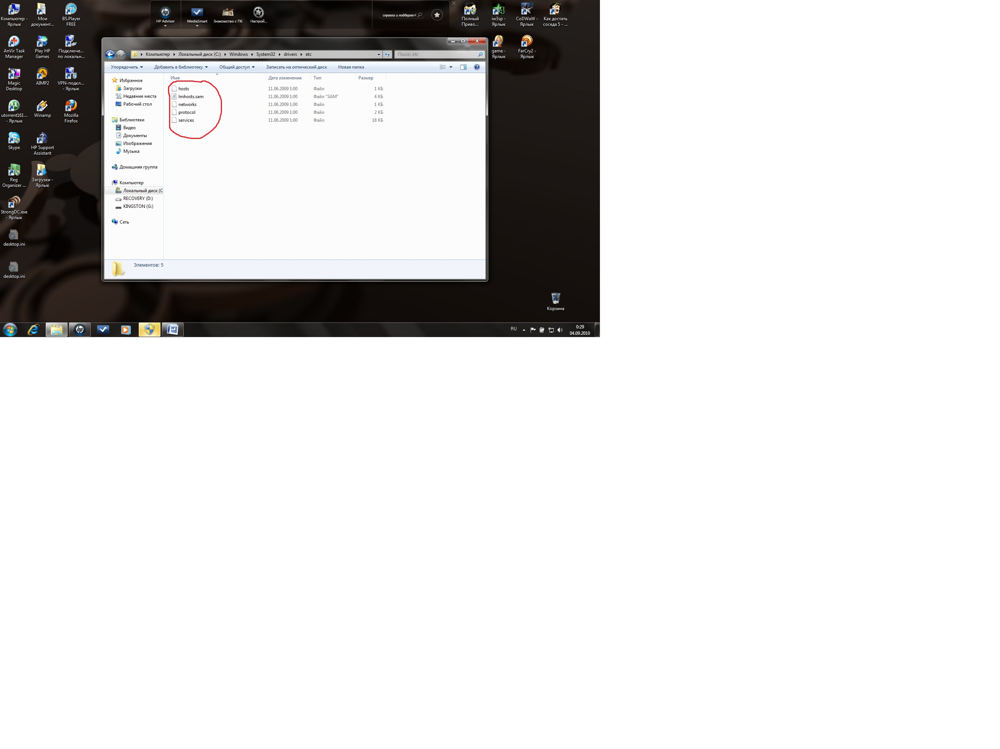 Компьютер - Ярлык
Мои документ...
BS.Player FREE
HP Advisor
MediaSmart
Знакомство с ПК
Настрой...
справка и поддержка
Полный Приво...
iw3sp - Ярлык
CoDWaW - Ярлык
Как достать соседа 5 - ...
AnVir Task Manager
Play HP Games
Подключе... по локальн...
game - Ярлык
FarCry2 - Ярлык
Magic Desktop
AIMP2
VPN-подкл... - Ярлык
utorrent161... - Ярлык
Winamp
Mozilla Firefox
Skype
HP Support Assistant
Reg Organizer ...
Загрузки - Ярлык
StrongDC.exe - Ярлык
desktop.ini
desktop.ini
Компьютер Локальный диск (C:) Windows System32 drivers etc
Поиск: etc
Упорядочить Добавить в библиотеку Общий доступ Записать на оптический диск Новая папка
Избранное
Загрузки
Недавние места
Рабочий стол
Библиотеки
Видео
Документы
Изображения
Музыка
Домашняя группа
Компьютер
Локальный диск (C
RECOVERY (D:)
KINGSTON (G:)
Сеть
Имя Дата изменения Тип Размер
hosts 11.06.2009 1:00 Файл 1 КБ
lmhosts.sam 11.06.2009 1:00 Файл "SAM" 4 КБ
networks 11.06.2009 1:00 Файл 1 КБ
protocol 11.06.2009 1:00 Файл 2 КБ
services 11.06.2009 1:00 Файл 18 КБ
Элементов: 5
Корзина
RU
0:29
04.09.2010